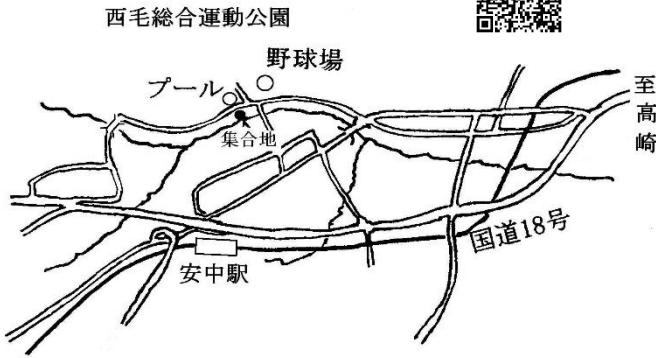 西毛総合運動公園
野球場
プール
集合地
至高崎
国道18号
安中駅